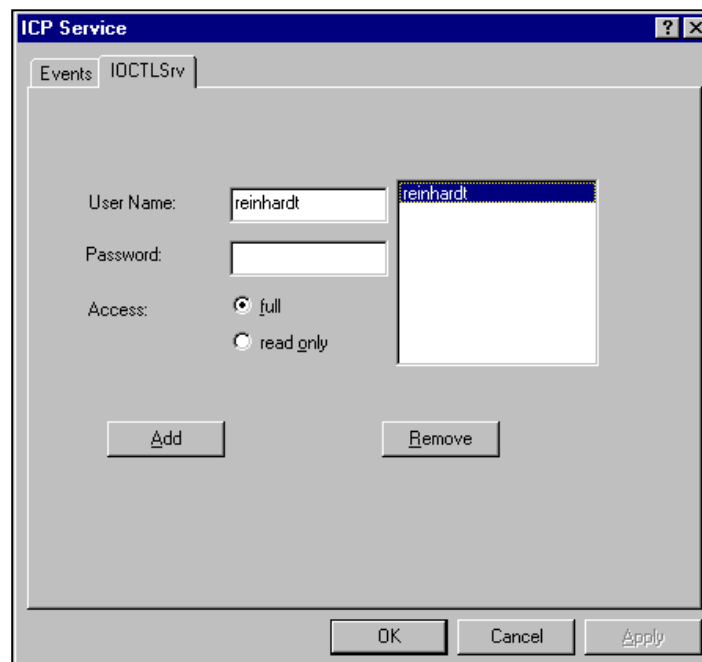 ICP Service
Events IOCTLSrv
User Name: reinhardt reinhardt
Password:
Access: full
read only
Add Remove
OK Cancel Apply